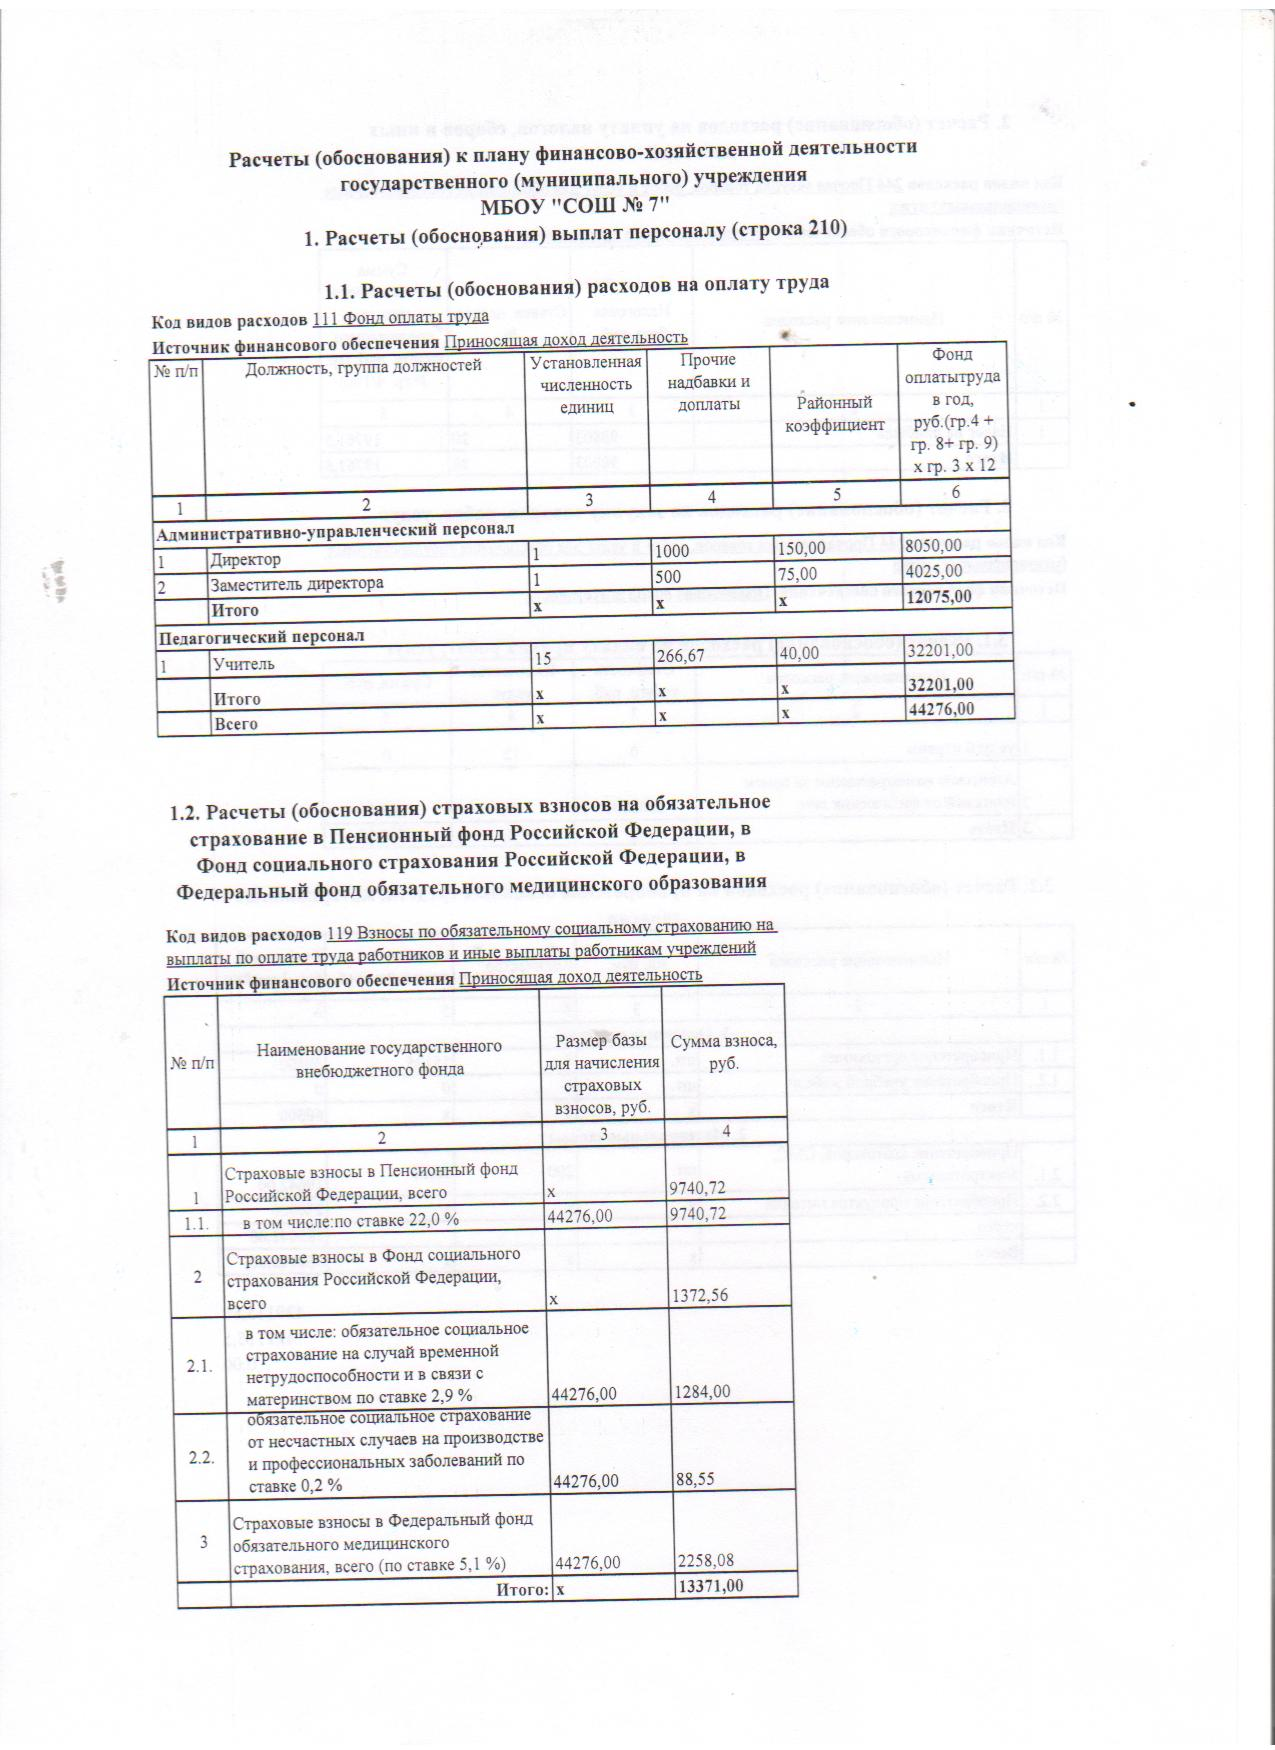 Расчеты (обоснования) к плану финансово-хозяйственной деятельности
государственного (муниципального) учреждения
МБОУ "СОШ № 7"
1. Расчеты (обоснования) выплат персоналу (строка 210)
1.1. Расчеты (обоснования) расходов на оплату труда
Код видов расходов 111 Фонд оплаты труда
Источник финансового обеспечения Приносящая доход деятельность
№ п/п Должность, группа должностей Установленная численность единиц Прочие надбавки и доплаты Районный коэффициент Фонд оплатытруда в год, руб.(гр.4 + гр. 8+ гр. 9) х гр. 3 х 12
1 2 3 4 5 6
Административно-управленческий персонал
1 Директор 1 1000 150,00 8050,00
2 Заместитель директора 1 500 75,00 4025,00
Итого х х х 12075,00
Педагогический персонал
1 Учитель 15 266,67 40,00 32201,00
Итого х х х 32201,00
Всего х х х 44276,00
1.2. Расчеты (обоснования) страховых взносов на обязательное
страхование в Пенсионный фонд Российской Федерации, в
Фонд социального страхования Российской Федерации, в
Федеральный фонд обязательного медицинского образования
Код видов расходов 119 Взносы по обязательному социальному страхованию на
выплаты по оплате труда работников и иные выплаты работникам учреждений
Источник финансового обеспечения Приносящая доход деятельность
№ п/п Наименование государственного внебюджетного фонда Размер базы для начисления страховых взносов, руб. Сумма взноса, руб.
1 2 3 4
1 Страховые взносы в Пенсионный фонд Российской Федерации, всего х 9740,72
1.1. в том числе:по ставке 22,0 % 44276,00 9740,72
2 Страховые взносы в Фонд социального страхования Российской Федерации, всего х 1372,56
2.1. в том числе: обязательное социальное страхование на случай временной нетрудоспособности и в связи с материнством по ставке 2,9 % 44276,00 1284,00
2.2. обязательное социальное страхование от несчастных случаев на производстве и профессиональных заболеваний по ставке 0,2 % 44276,00 88,55
3 Страховые взносы в Федеральный фонд обязательного медицинского страхования, всего (по ставке 5,1 %) 44276,00 2258,08
Итого: х 13371,00